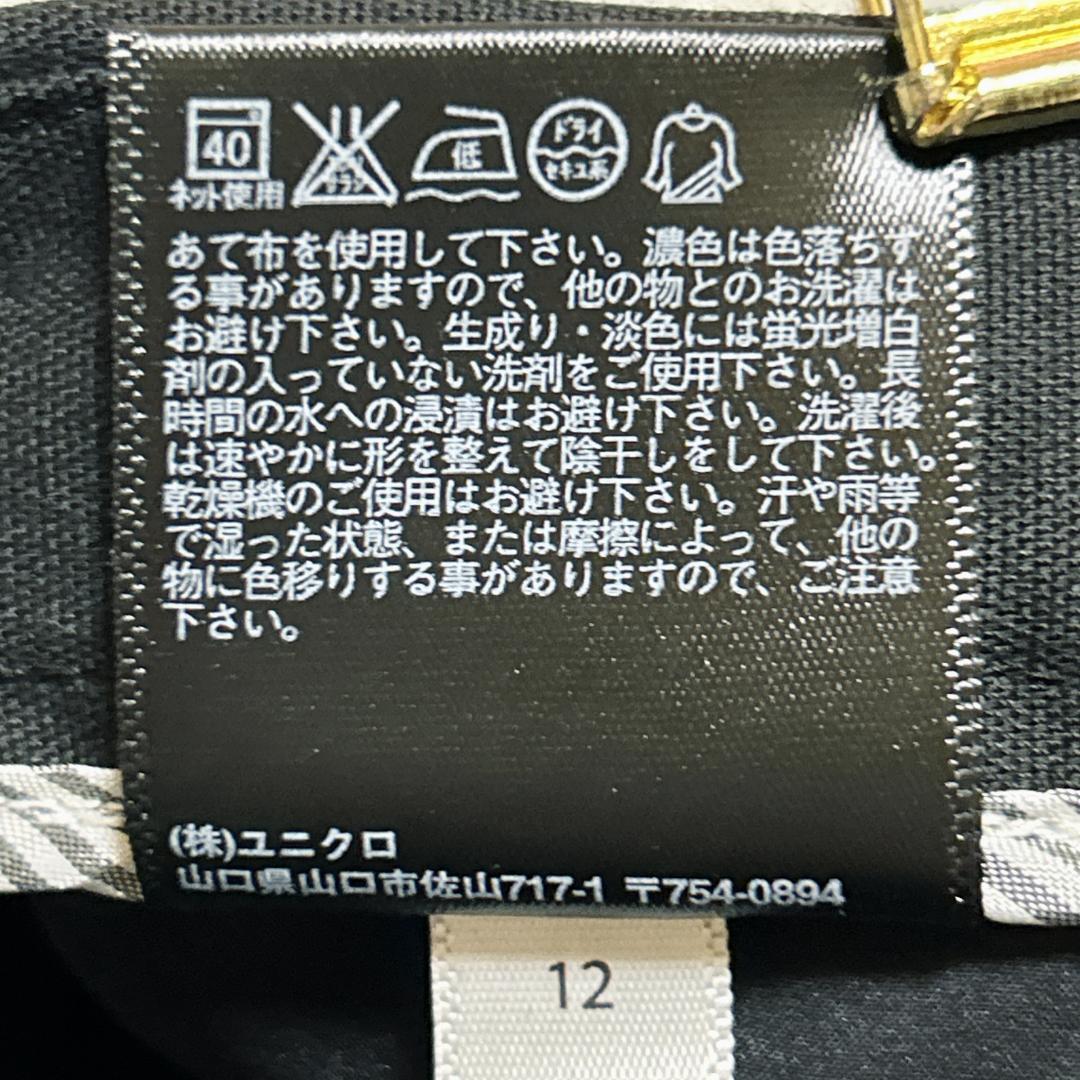 40
ネット使用
低
ドライ
セキユ系
あて布を使用して下さい。濃色は色落ちす
る事がありますので、他の物とのお洗濯は
お避け下さい。生成り・淡色には蛍光増白
剤の入っていない洗剤をご使用下さい。長
時間の水への浸漬はお避け下さい。洗濯後
は速やかに形を整えて陰干しをして下さい。
乾燥機のご使用はお避け下さい。汗や雨等
で湿った状態、または摩擦によって、他の
物に色移りする事がありますので、ご注意
下さい。
(株)ユニクロ
山口県山口市佐山717-1 〒754-0894
12